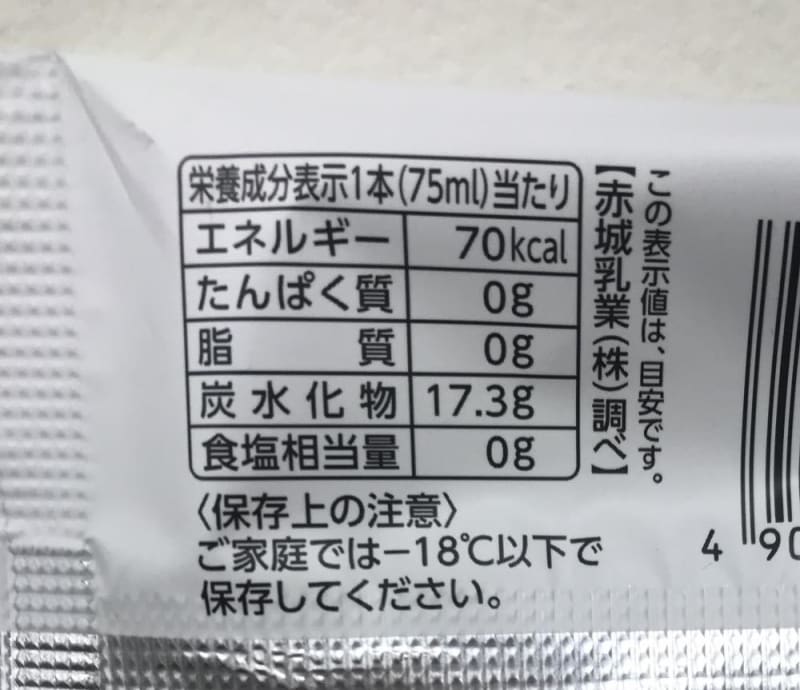 栄養成分表示1本(75ml)当たり
エネルギー 70kcal
たんぱく質 0g
脂質 0g
炭水化物 17.3g
食塩相当量 0g
この表示値は、目安です。
【赤城乳業(株)調べ】
〈保存上の注意〉
ご家庭では−18℃以下で
保存してください。
4 90